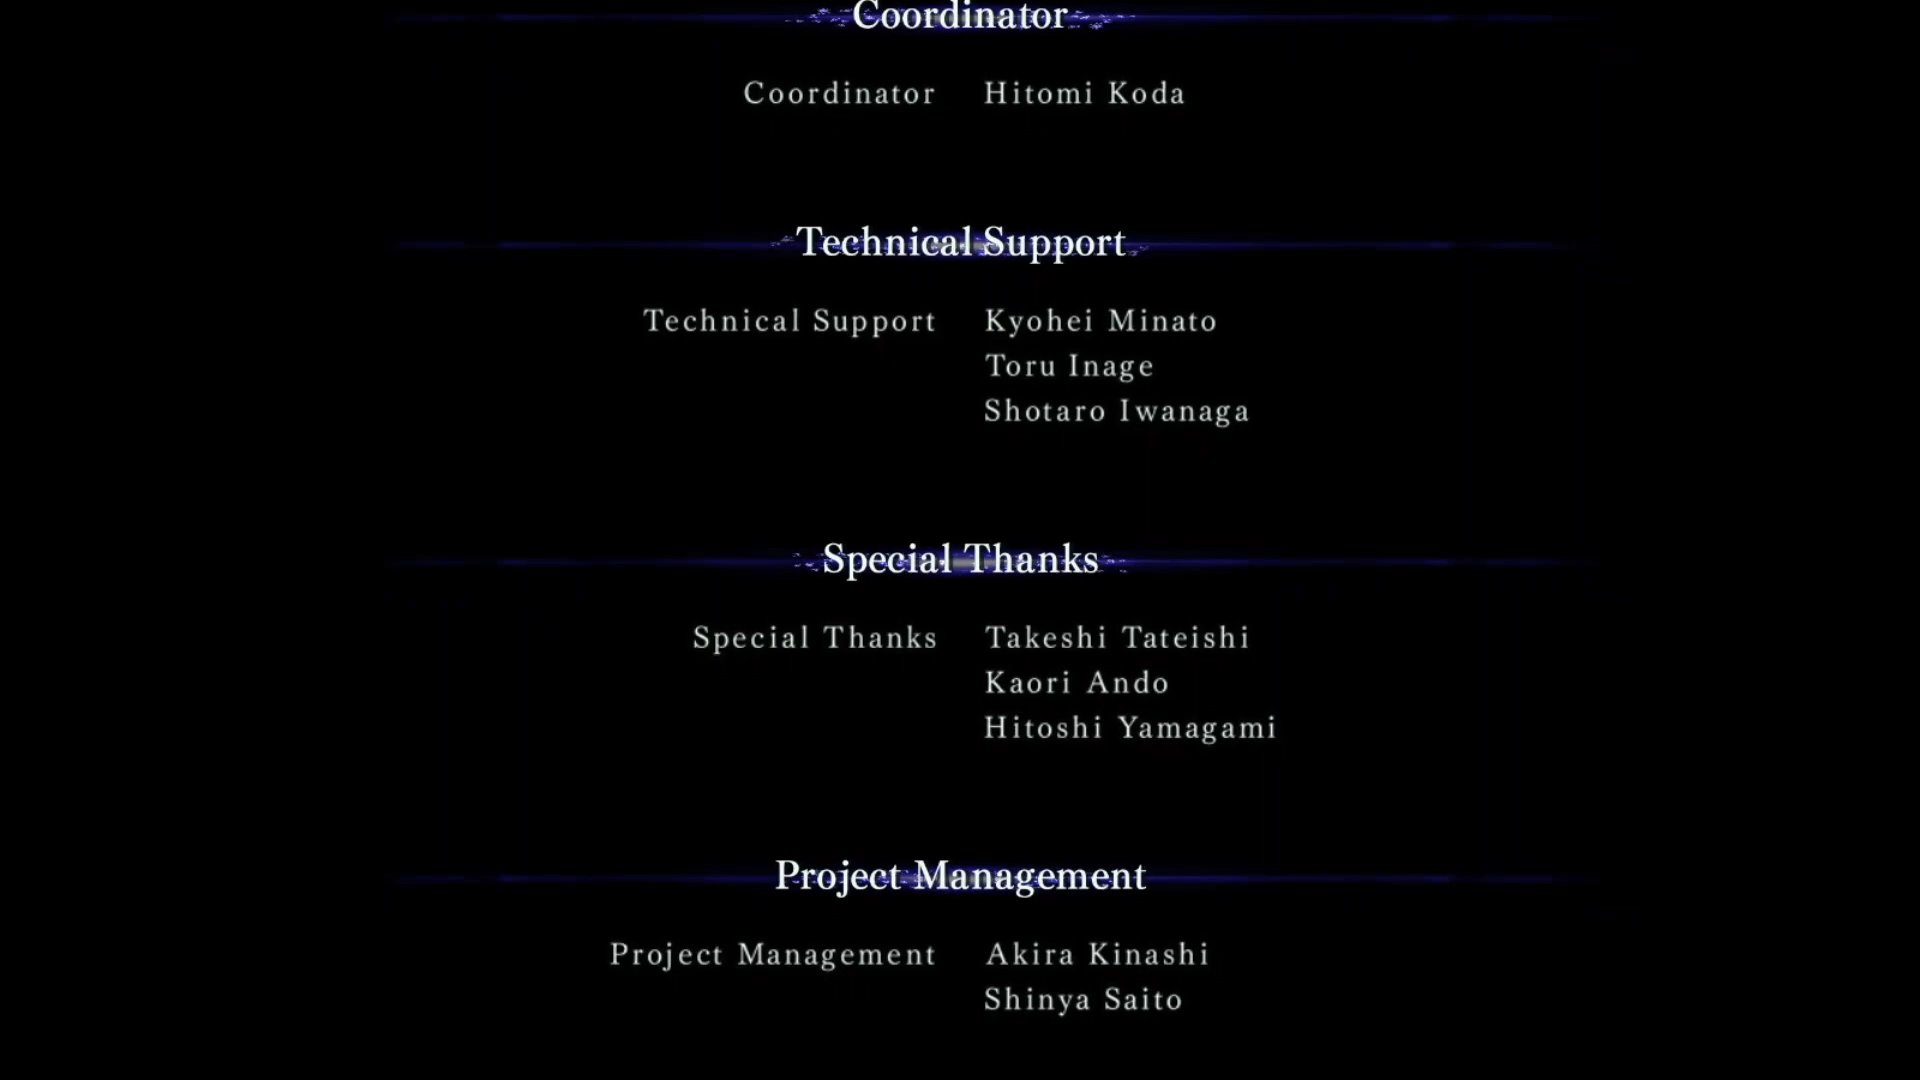 Coordinator
Coordinator Hitomi Koda
Technical Support
Technical Support Kyohei Minato
Toru Inage
Shotaro Iwanaga
Special Thanks
Special Thanks Takeshi Tateishi
Kaori Ando
Hitoshi Yamagami
Project Management
Project Management Akira Kinashi
Shinya Saito